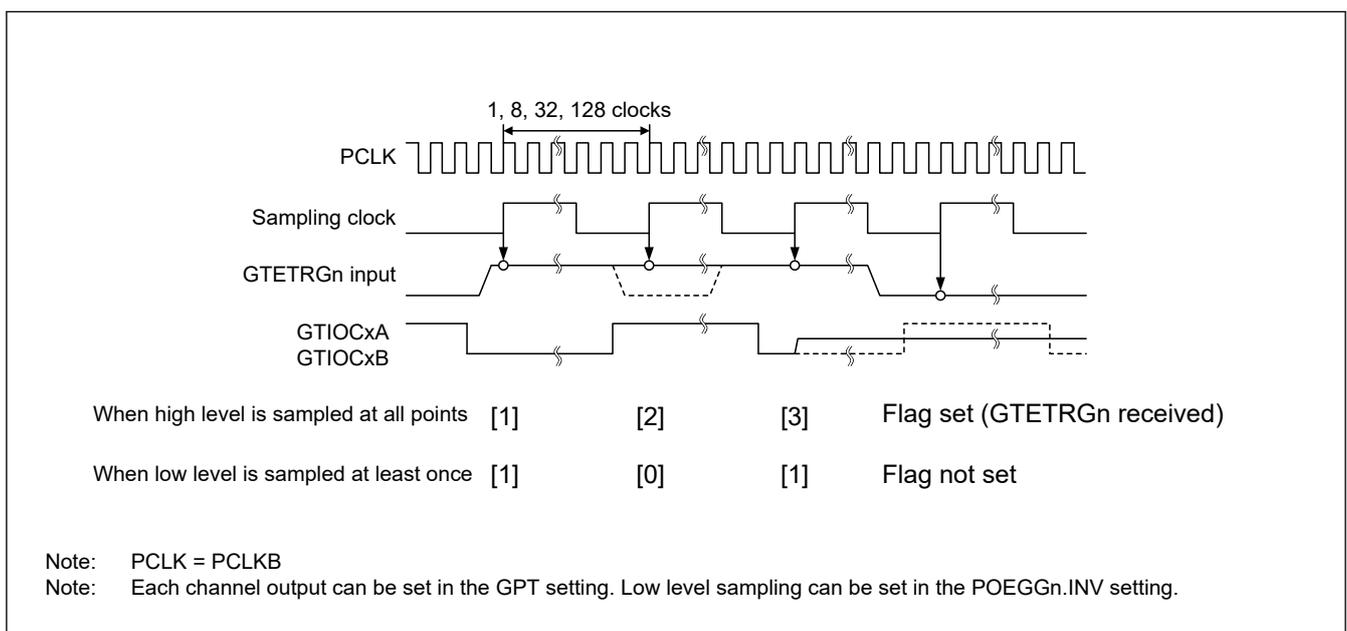 1, 8, 32, 128 clocks
PCLK
Sampling clock
GTETRGn input
GTIOCxA
GTIOCxB
When high level is sampled at all points [1] [2] [3] Flag set (GTETRGn received)
When low level is sampled at least once [1] [0] [1] Flag not set
Note: PCLK = PCLKB
Note: Each channel output can be set in the GPT setting. Low level sampling can be set in the POEGGn.INV setting.